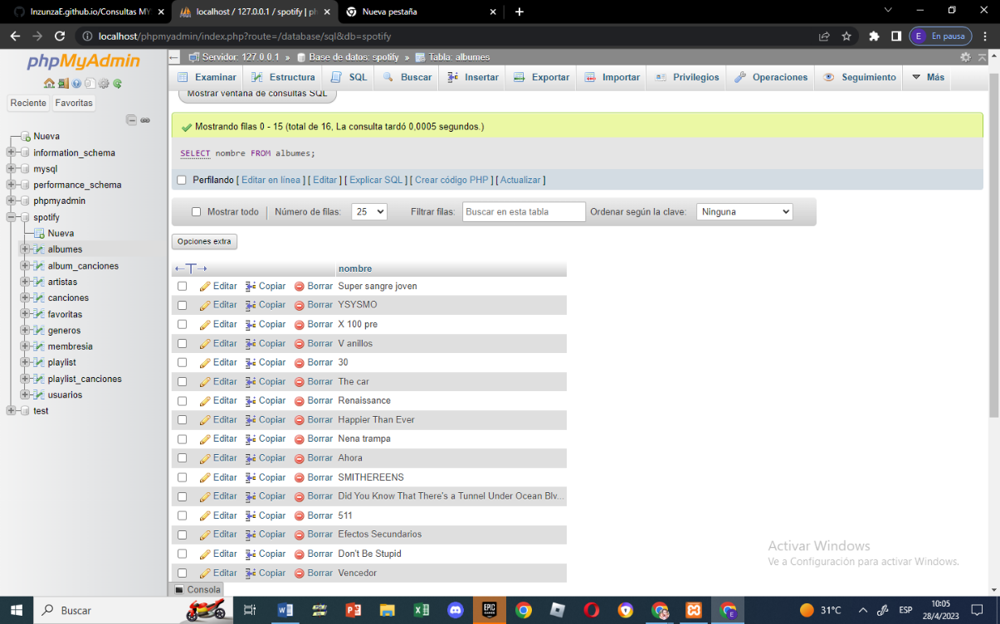 InzunzaE.github.io/Consultas MY
localhost / 127.0.0.1 / spotify | ph
Nueva pestaña
localhost/phpmyadmin/index.php?route=/database/sql&db=spotify
E En pausa
phpMyAdmin
Reciente Favoritas
Nueva
information_schema
mysql
performance_schema
phpmyadmin
spotify
Nueva
albumes
album_canciones
artistas
canciones
favoritas
generos
membresia
playlist
playlist_canciones
usuarios
test
Servidor: 127.0.0.1 » Base de datos: spotify » Tabla: albumes
Examinar Estructura SQL Buscar Insertar Exportar Importar Privilegios Operaciones Seguimiento Más
Mostrar ventana de consultas SQL
Mostrando filas 0 - 15 (total de 16, La consulta tardó 0,0005 segundos.)
SELECT nombre FROM albumes;
Perfilando [ Editar en línea ] [ Editar ] [ Explicar SQL ] [ Crear código PHP ] [ Actualizar ]
Mostrar todo Número de filas: 25 Filtrar filas: Buscar en esta tabla Ordenar según la clave: Ninguna
Opciones extra
←T→ nombre
Editar Copiar Borrar Super sangre joven
Editar Copiar Borrar YSYSMO
Editar Copiar Borrar X 100 pre
Editar Copiar Borrar V anillos
Editar Copiar Borrar 30
Editar Copiar Borrar The car
Editar Copiar Borrar Renaissance
Editar Copiar Borrar Happier Than Ever
Editar Copiar Borrar Nena trampa
Editar Copiar Borrar Ahora
Editar Copiar Borrar SMITHEREENS
Editar Copiar Borrar Did You Know That There's a Tunnel Under Ocean Blv...
Editar Copiar Borrar 511
Editar Copiar Borrar Efectos Secundarios
Editar Copiar Borrar Don't Be Stupid
Editar Copiar Borrar Vencedor
Consola
Activar Windows
Ve a Configuración para activar Windows.
Buscar
EPIC
31°C
ESP
10:05
28/4/2023